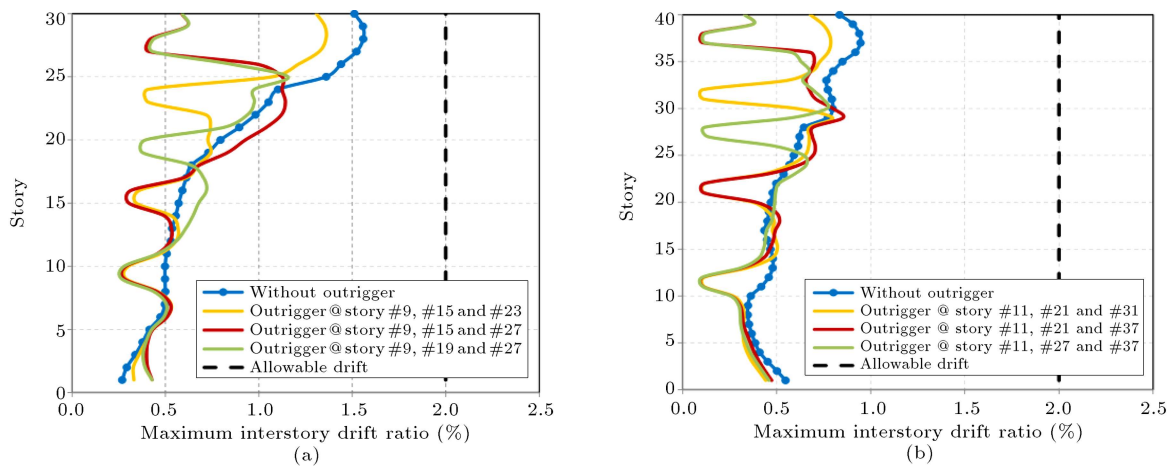 30
25
20
15
10
5
0
Story
Without outrigger
Outrigger @ story #9, #15 and #23
Outrigger @ story #9, #15 and #27
Outrigger @ story #9, #19 and #27
Allowable drift
0.0 0.5 1.0 1.5 2.0 2.5
Maximum interstory drift ratio (%)
(a)
40
35
30
25
20
15
10
5
0
Story
Without outrigger
Outrigger @ story #11, #21 and #31
Outrigger @ story #11, #21 and #37
Outrigger @ story #11, #27 and #37
Allowable drift
0.0 0.5 1.0 1.5 2.0 2.5
Maximum interstory drift ratio (%)
(b)